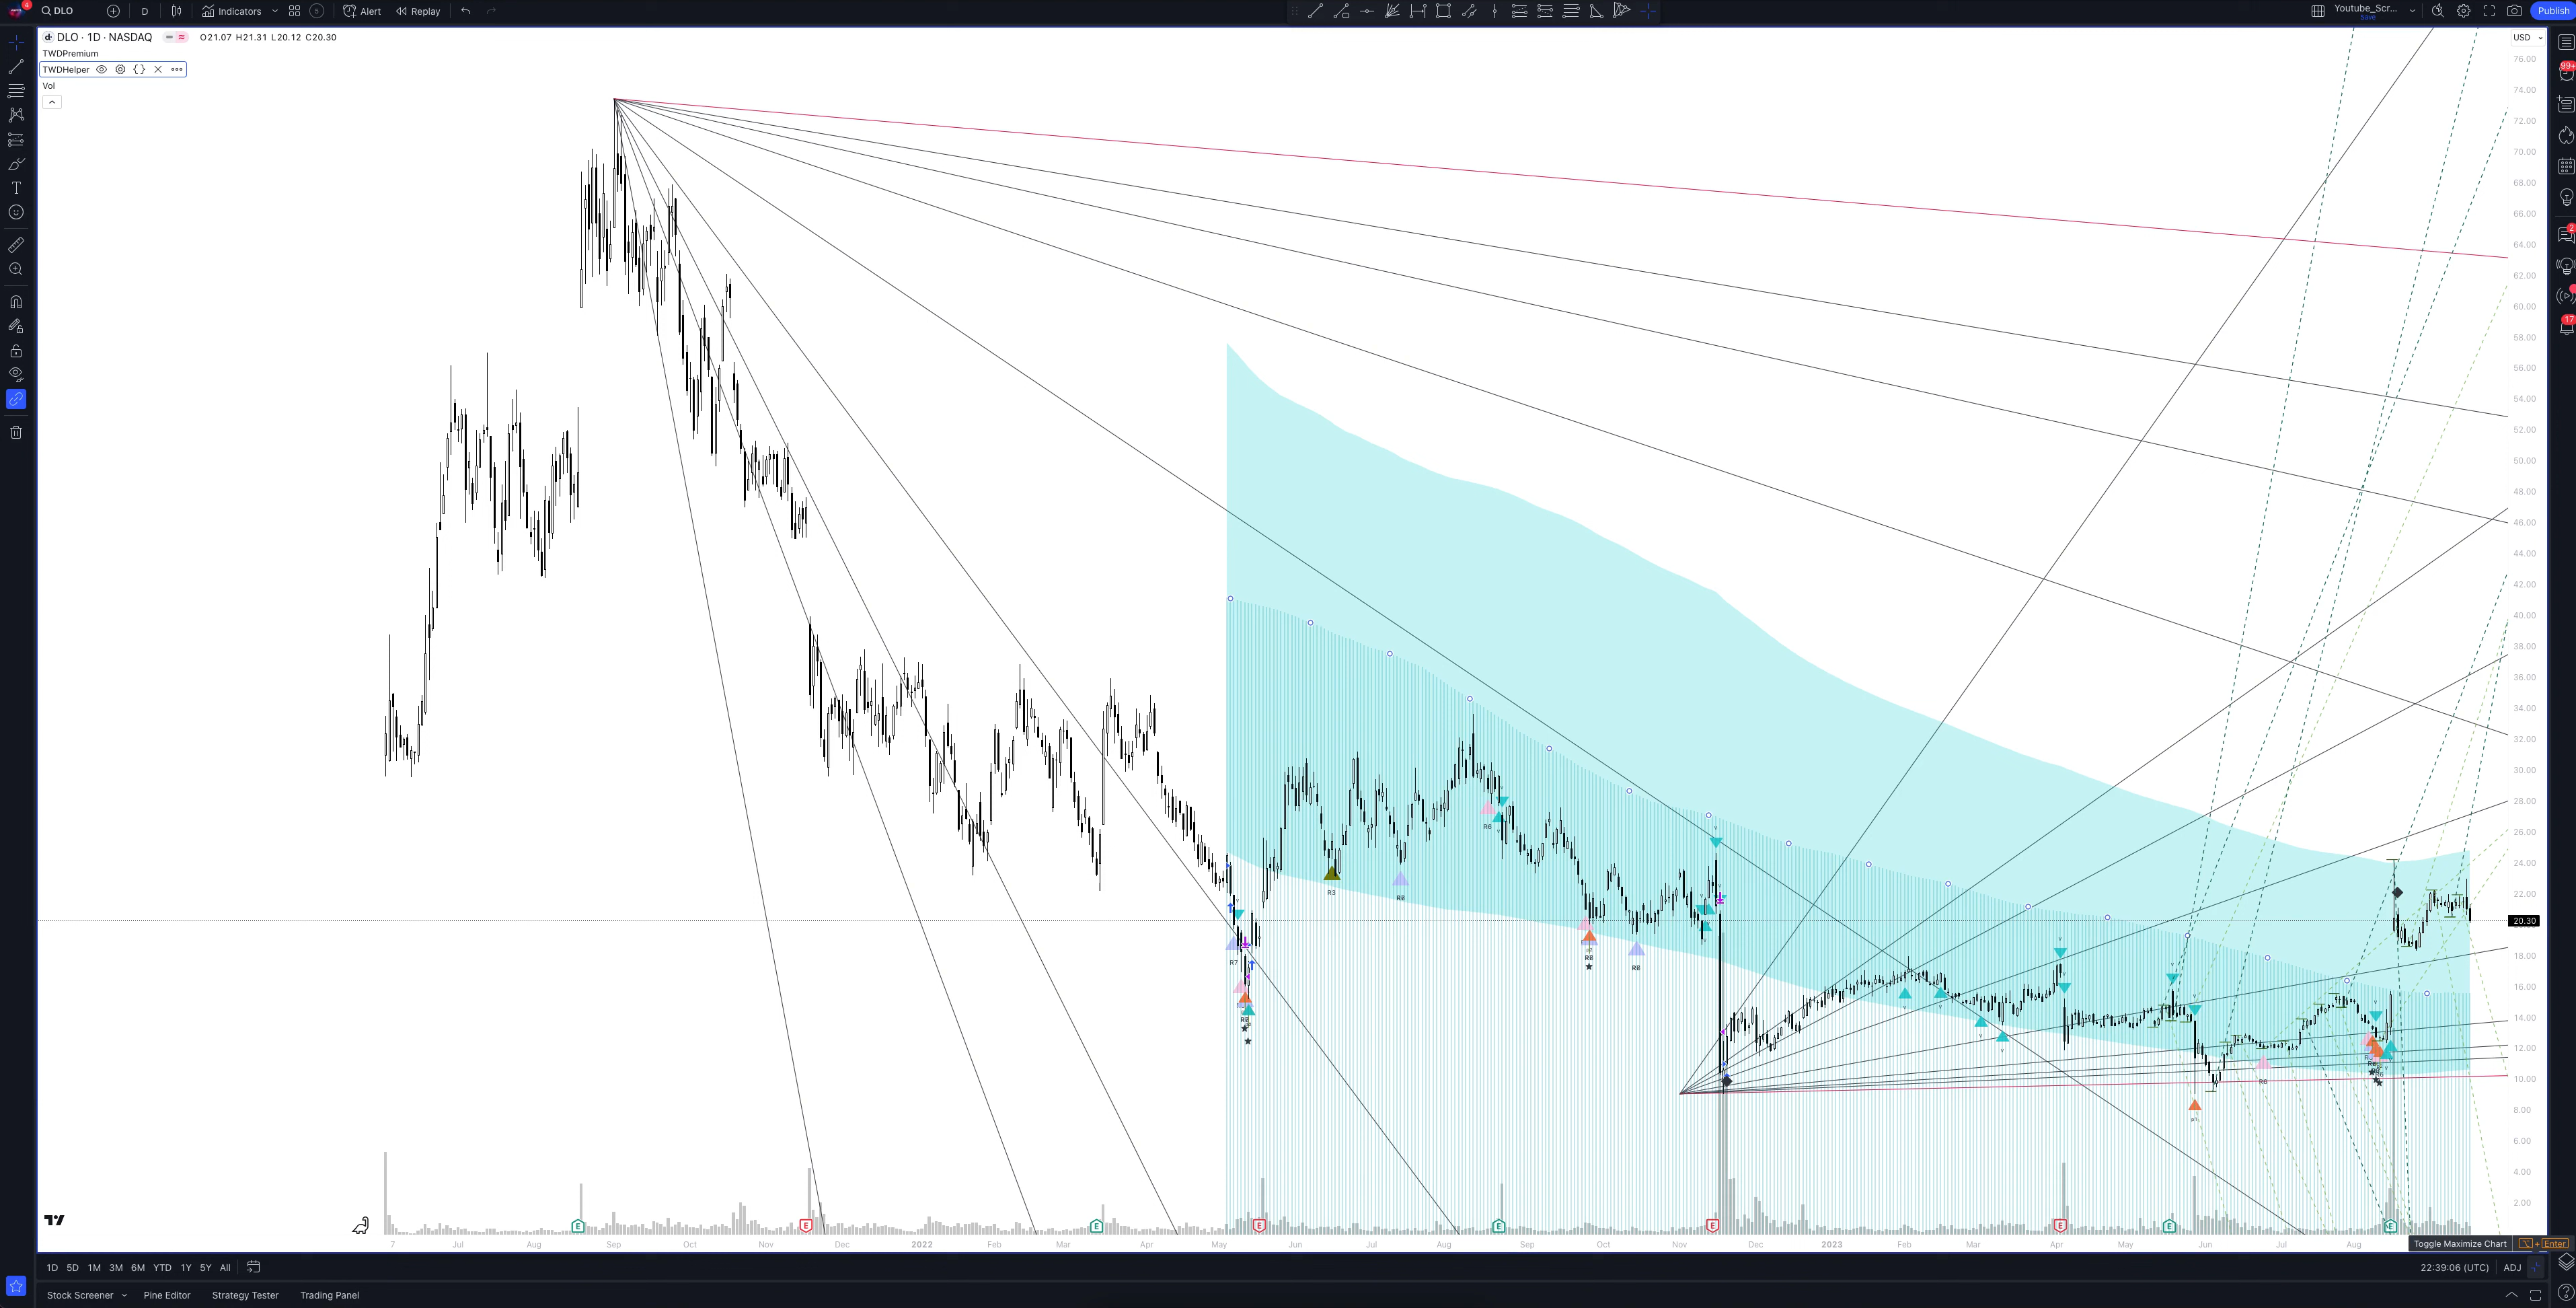 4
DLO
D
Indicators
5
Alert
Replay
Youtube_Scr...
Save
Publish
DLO · 1D · NASDAQ
O21.07 H21.31 L20.12 C20.30
USD
TWDPremium
TWDHelper
Vol
76.00
74.00
72.00
70.00
68.00
66.00
64.00
62.00
60.00
58.00
56.00
54.00
52.00
50.00
48.00
46.00
44.00
42.00
40.00
38.00
36.00
34.00
32.00
30.00
28.00
26.00
24.00
22.00
20.30
18.00
16.00
14.00
12.00
10.00
8.00
6.00
4.00
2.00
99+
2
17
R3
R6
R7
R6
E E E E E E E E E
7 Jul Aug Sep Oct Nov Dec 2022 Feb Mar Apr May Jun Jul Aug Sep Oct Nov Dec 2023 Feb Mar Apr May Jun Jul Aug
Toggle Maximize Chart + Enter
1D 5D 1M 3M 6M YTD 1Y 5Y All
22:39:06 (UTC) ADJ
Stock Screener Pine Editor Strategy Tester Trading Panel